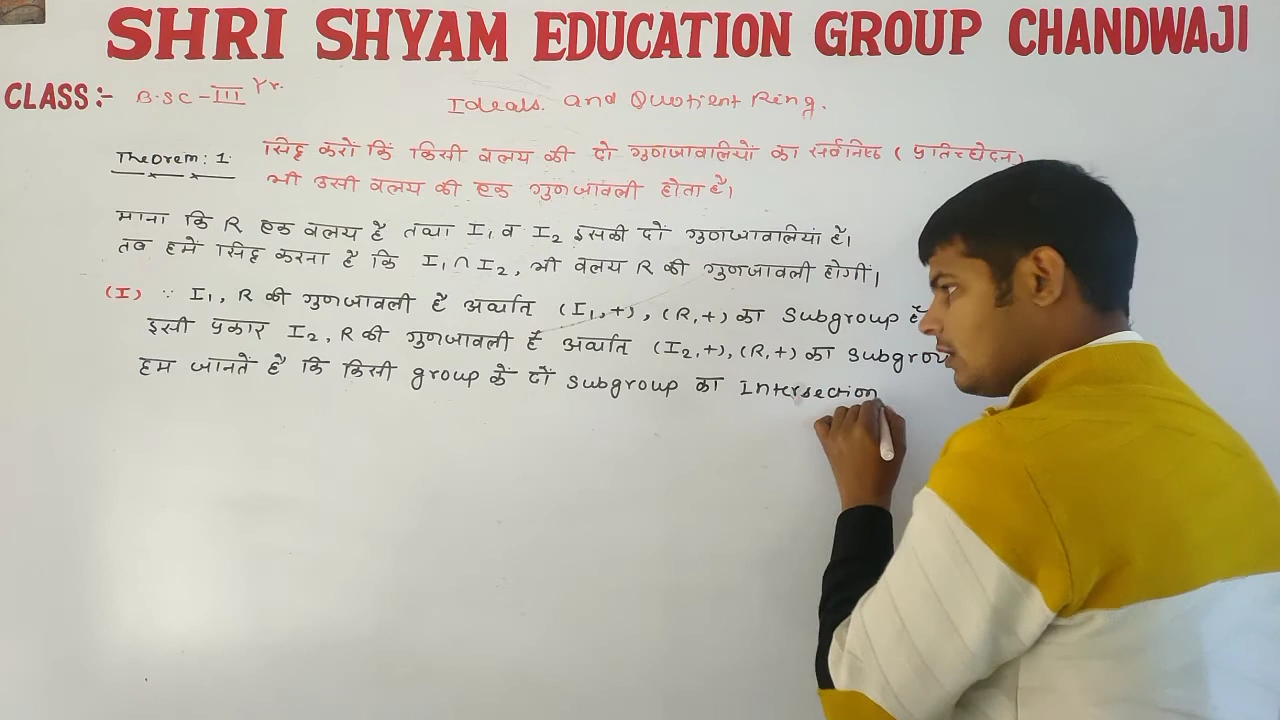 SHRI SHYAM EDUCATION GROUP CHANDWAJI
CLASS:- B.SC-III Yr.
Ideals and Quotient Ring.
Theorem: 1. सिद्ध करों किं किसी वलय की दो गुणजावालियों का सर्वनिष्ठ (प्रतिच्छेदन)
भी उसी वलय की एक गुणजावली होता है।
माना कि R एक वलय है तथा I₁ व I₂ इसकी दों गुणजावालियां है।
तब हमें सिद्ध करना है कि I₁ ∩ I₂, भी वलय R की गुणजावली होगीं।
(I) ∵ I₁, R की गुणजावली है अर्थात (I₁,+), (R,+) का Subgroup है
इसी प्रकार I₂, R की गुणजावली हैं अर्थात (I₂,+), (R,+) का subgrou
हम जानतें है कि किसी group कें दों subgroup का Intersection